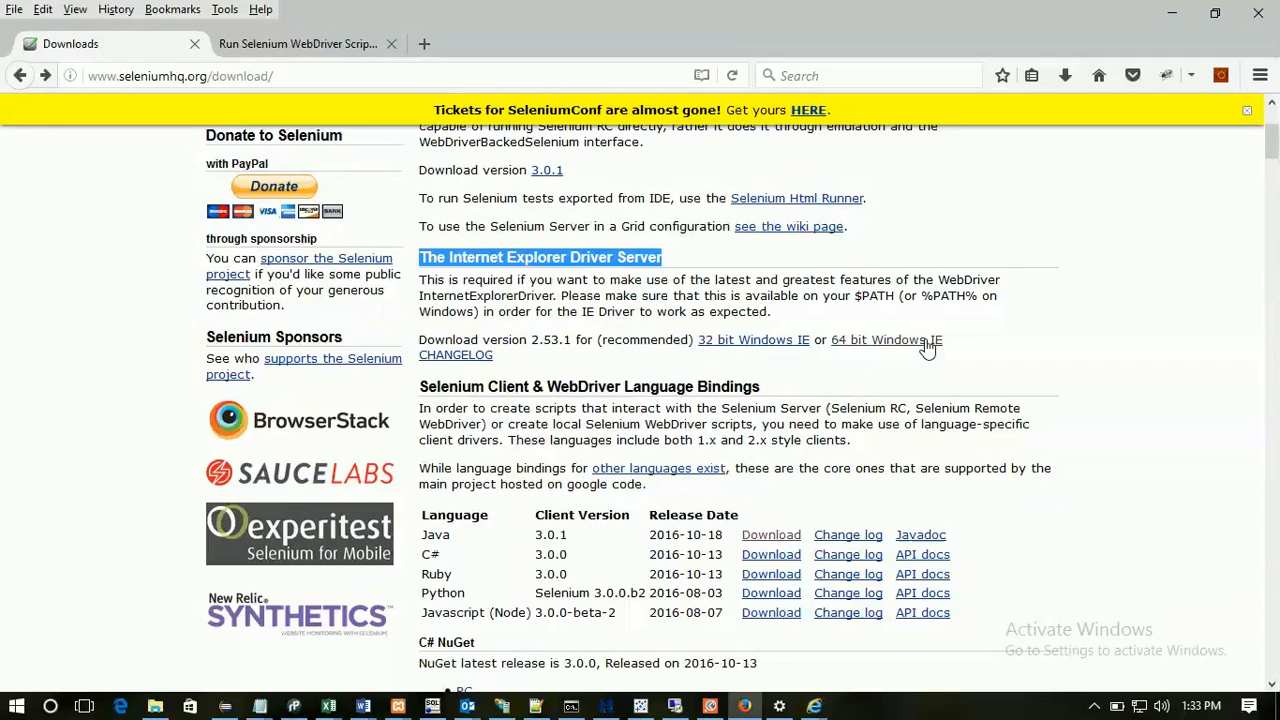 File Edit View History Bookmarks Tools Help
Downloads
Run Selenium WebDriver Scrip...
www.seleniumhq.org/download/
Search
Tickets for SeleniumConf are almost gone! Get yours HERE.
Donate to Selenium
with PayPal
Donate
VISA
BANK
through sponsorship
You can sponsor the Selenium
project if you'd like some public
recognition of your generous
contribution.
Selenium Sponsors
See who supports the Selenium
project.
BrowserStack
SAUCE LABS
experitest
Selenium for Mobile
New Relic.
SYNTHETICS
WEBSITE MONITORING WITH SELENIUM
capable of running Selenium RC directly, rather it does it through emulation and the
WebDriverBackedSelenium interface.
Download version 3.0.1
To run Selenium tests exported from IDE, use the Selenium Html Runner.
To use the Selenium Server in a Grid configuration see the wiki page.
The Internet Explorer Driver Server
This is required if you want to make use of the latest and greatest features of the WebDriver
InternetExplorerDriver. Please make sure that this is available on your $PATH (or %PATH% on
Windows) in order for the IE Driver to work as expected.
Download version 2.53.1 for (recommended) 32 bit Windows IE or 64 bit Windows IE
CHANGELOG
Selenium Client & WebDriver Language Bindings
In order to create scripts that interact with the Selenium Server (Selenium RC, Selenium Remote
WebDriver) or create local Selenium WebDriver scripts, you need to make use of language-specific
client drivers. These languages include both 1.x and 2.x style clients.
While language bindings for other languages exist, these are the core ones that are supported by the
main project hosted on google code.
Language Client Version Release Date
Java 3.0.1 2016-10-18 Download Change log Javadoc
C# 3.0.0 2016-10-13 Download Change log API docs
Ruby 3.0.0 2016-10-13 Download Change log API docs
Python Selenium 3.0.0.b2 2016-08-03 Download Change log API docs
Javascript (Node) 3.0.0-beta-2 2016-08-07 Download Change log API docs
C# NuGet
NuGet latest release is 3.0.0, Released on 2016-10-13
RC
Activate Windows
Go to Settings to activate Windows.
1:33 PM